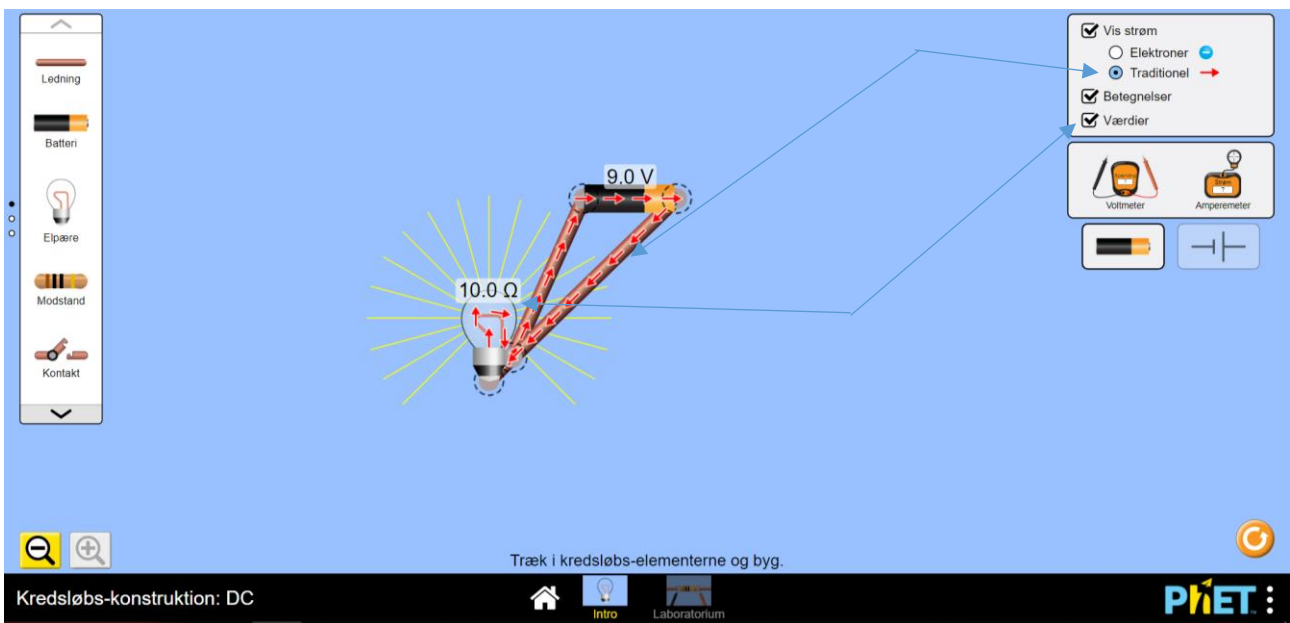 Ledning
Batteri
Elpære
Modstand
Kontakt
9.0 V
10.0 Ω
Vis strøm
Elektroner
Traditionel
Betegnelser
Værdier
Strøm
?
Voltmeter
Amperemeter
Træk i kredsløbs-elementerne og byg.
Kredsløbs-konstruktion: DC
Intro
Laboratorium
PhET